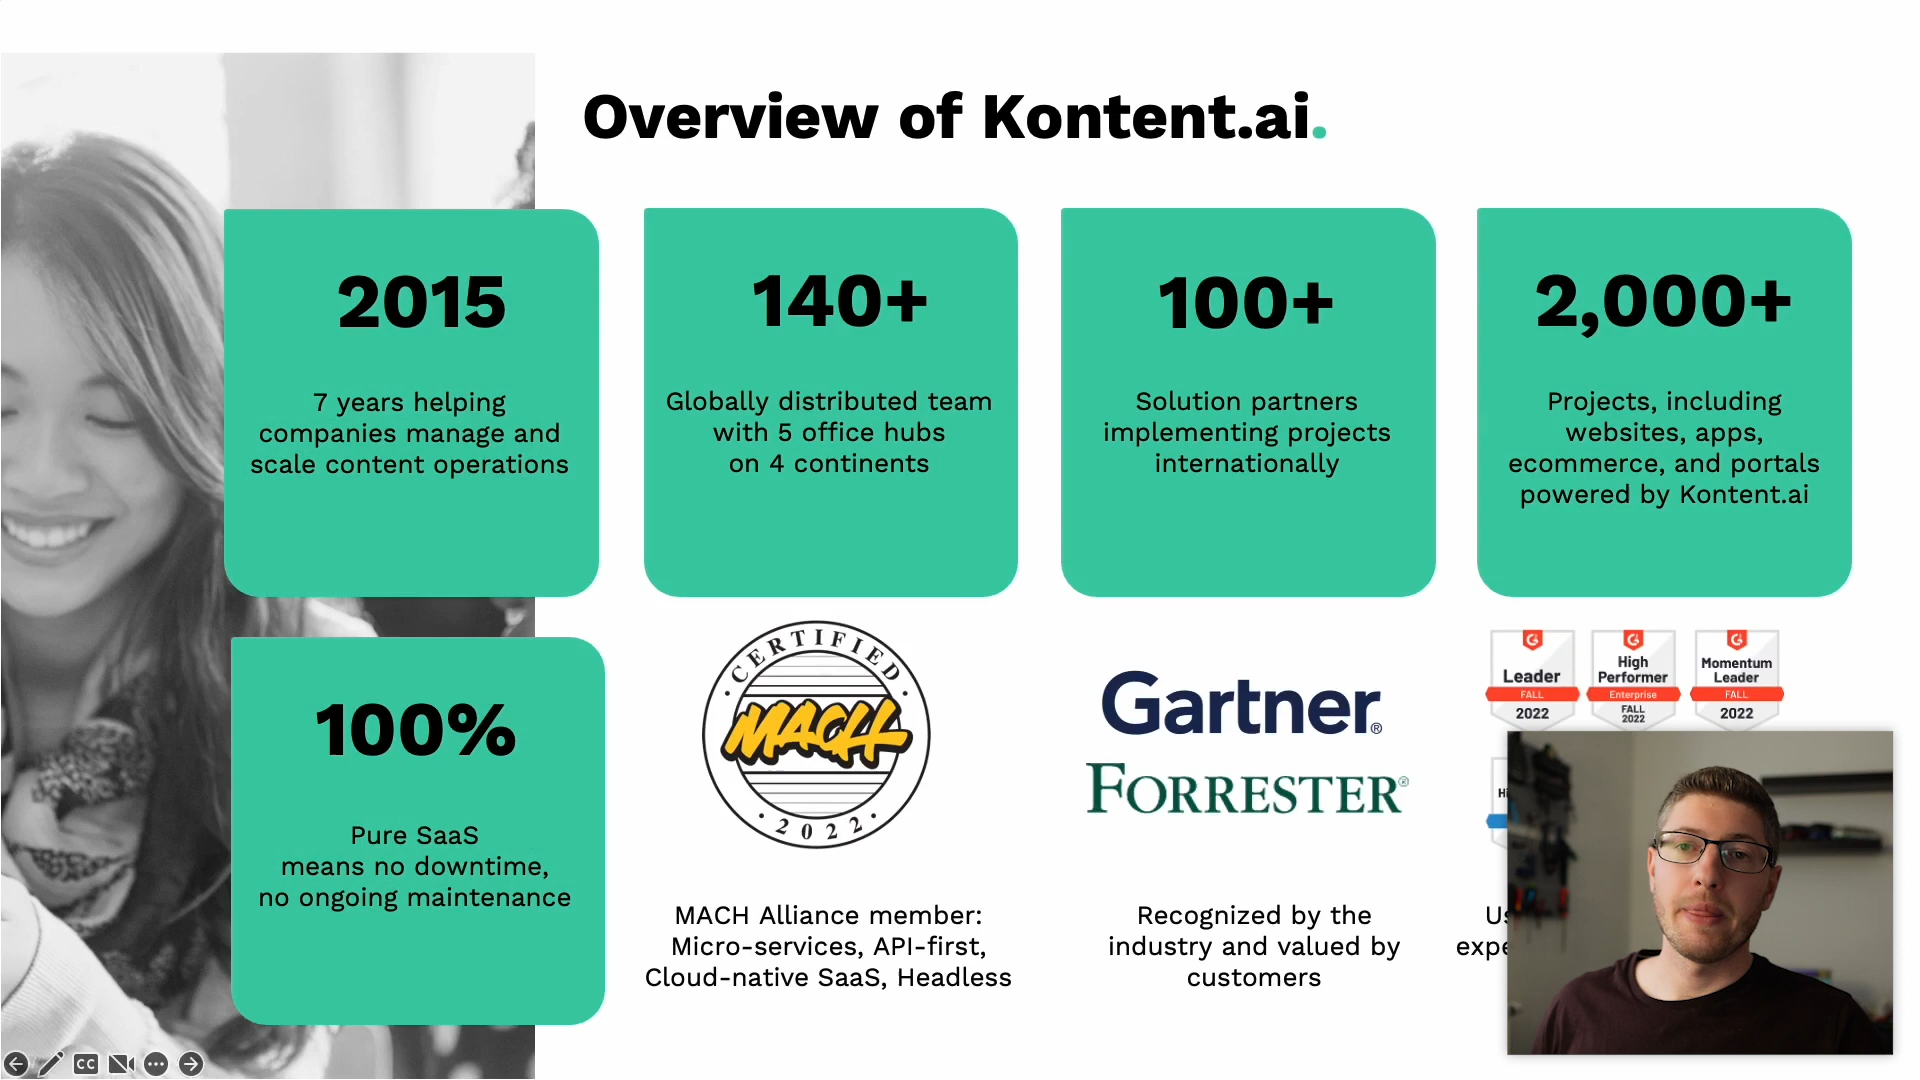 Overview of Kontent.ai.
2015
7 years helping
companies manage and
scale content operations
140+
Globally distributed team
with 5 office hubs
on 4 continents
100+
Solution partners
implementing projects
internationally
2,000+
Projects, including
websites, apps,
ecommerce, and portals
powered by Kontent.ai
100%
Pure SaaS
means no downtime,
no ongoing maintenance
CERTIFIED
MACH
2022
MACH Alliance member:
Micro-services, API-first,
Cloud-native SaaS, Headless
Gartner®
FORRESTER®
Recognized by the
industry and valued by
customers
Leader
FALL
2022
High
Performer
Enterprise
FALL
2022
Momentum
Leader
FALL
2022
CC